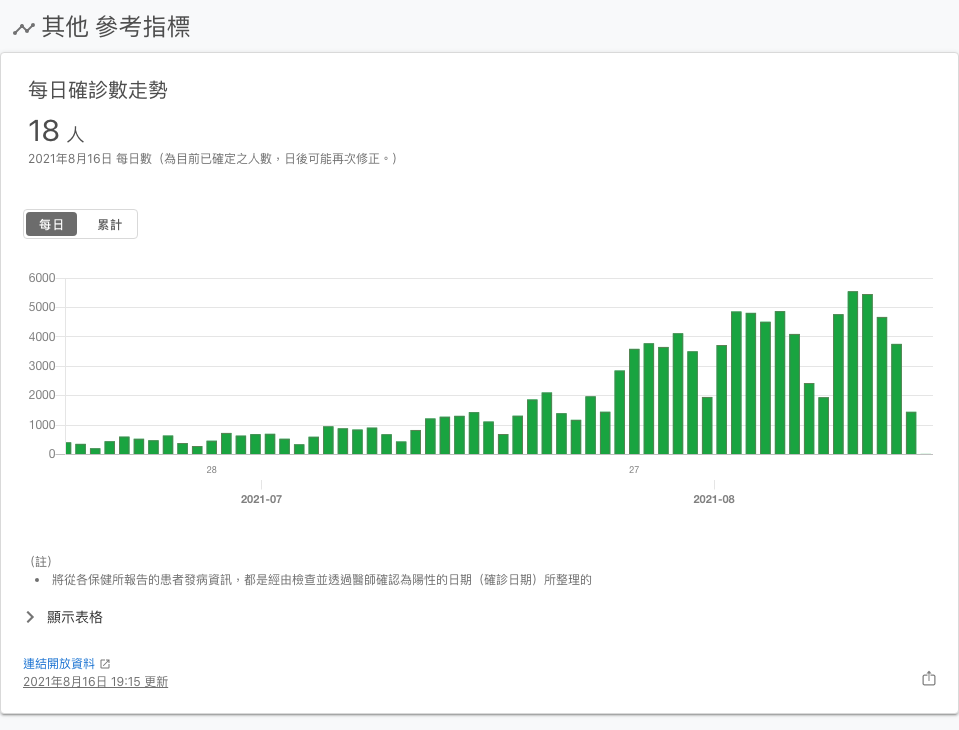 其他 參考指標
每日確診數走勢
18 人
2021年8月16日 每日數（為目前已確定之人數，日後可能再次修正。）
每日 累計
6000
5000
4000
3000
2000
1000
0
28 27
2021-07 2021-08
（註）
• 將從各保健所報告的患者發病資訊，都是經由檢查並透過醫師確認為陽性的日期（確診日期）所整理的
顯示表格
連結開放資料
2021年8月16日 19:15 更新